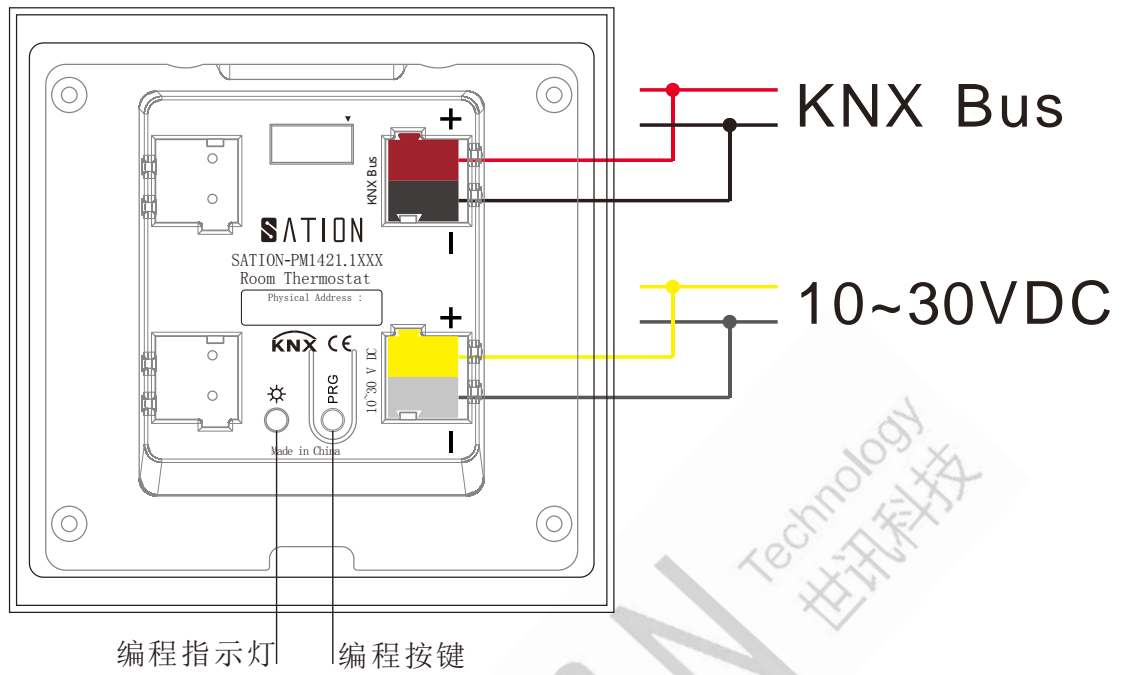 KNX Bus
+
KNX Bus
−
SATION
SATION-PM1421.1XXX
Room Thermostat
Physical Address :
KNX CE
+
10~30 V DC
−
PRG
Made in China
10~30VDC
编程指示灯
编程按键
Technology
世讯科技
N